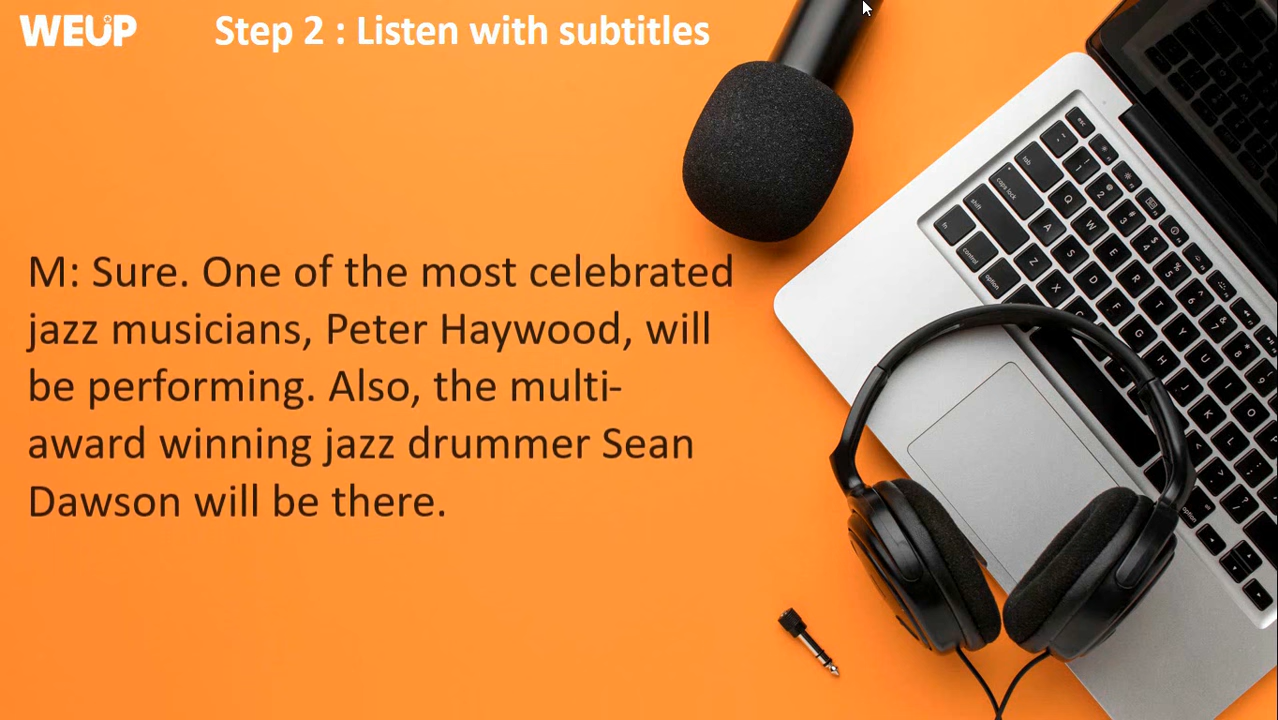 WEUP
Step 2 : Listen with subtitles
M: Sure. One of the most celebrated
jazz musicians, Peter Haywood, will
be performing. Also, the multi-
award winning jazz drummer Sean
Dawson will be there.